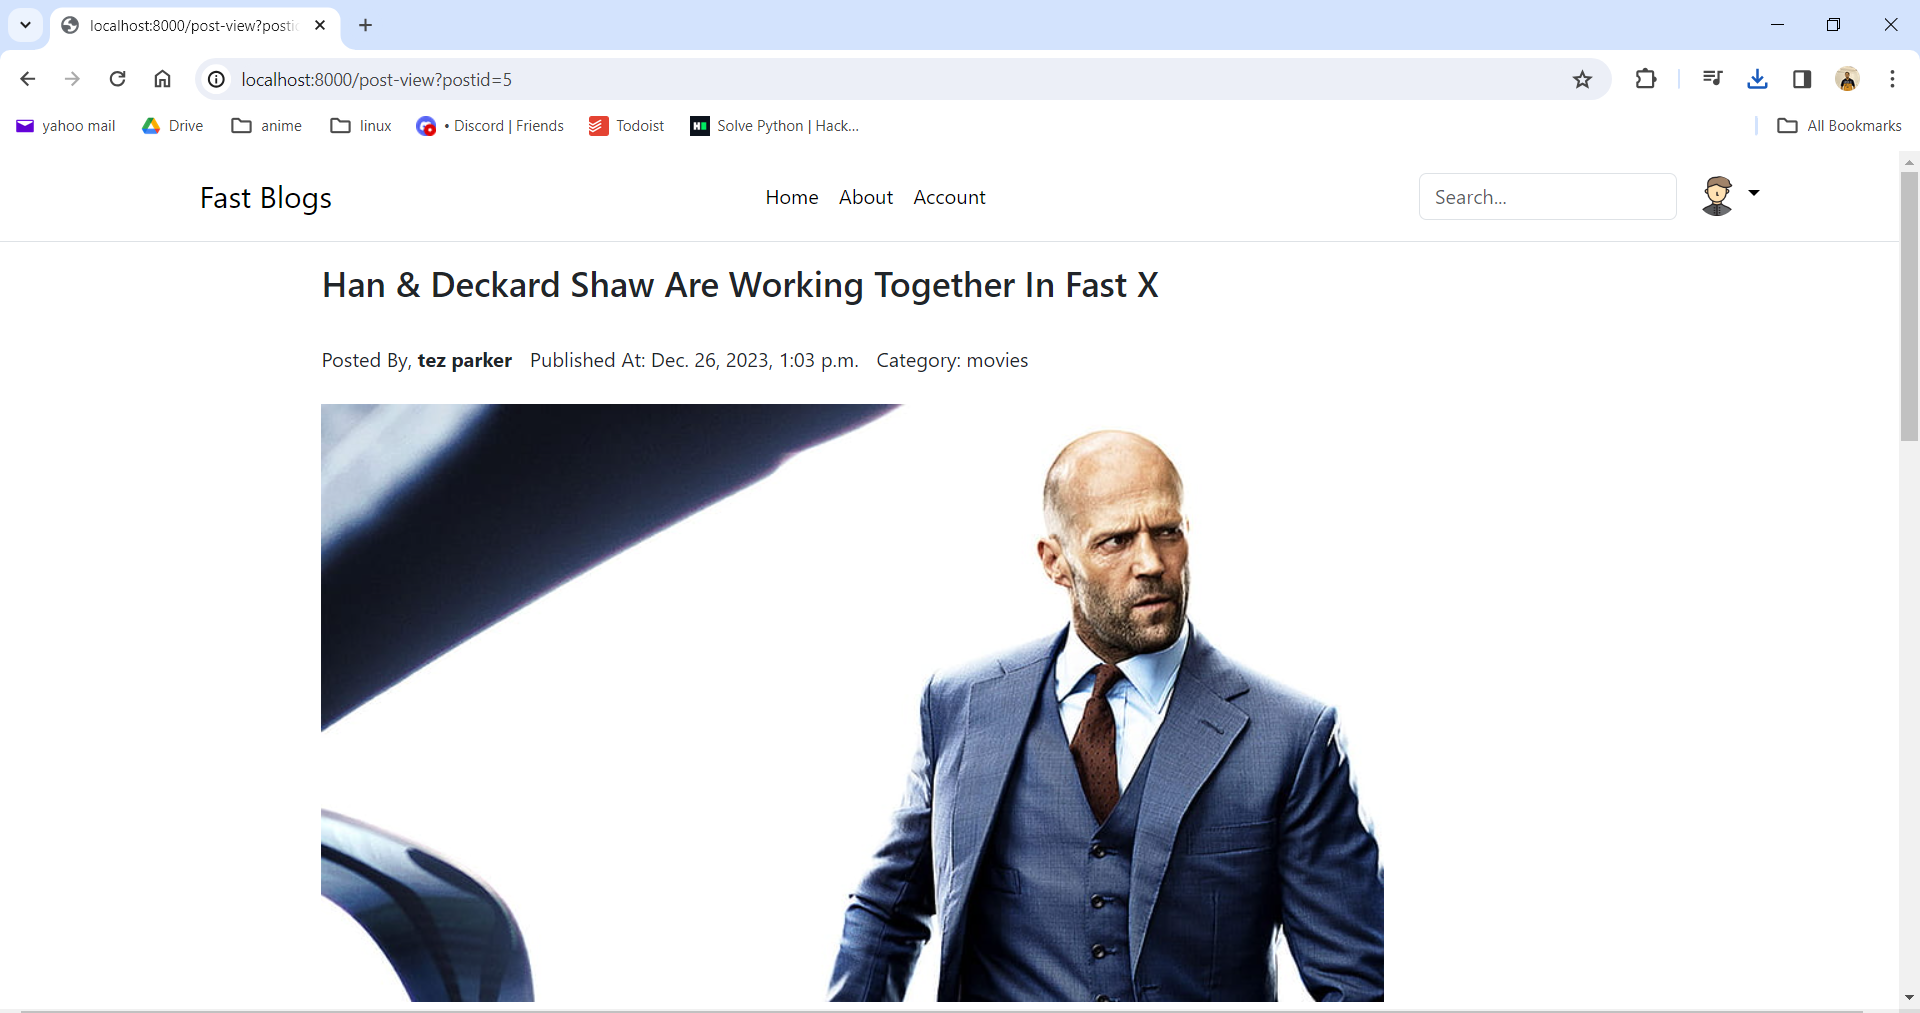 localhost:8000/post-view?posti
localhost:8000/post-view?postid=5
yahoo mail Drive anime linux • Discord | Friends Todoist Solve Python | Hack... All Bookmarks
Fast Blogs Home About Account Search...
Han & Deckard Shaw Are Working Together In Fast X
Posted By, tez parker Published At: Dec. 26, 2023, 1:03 p.m. Category: movies